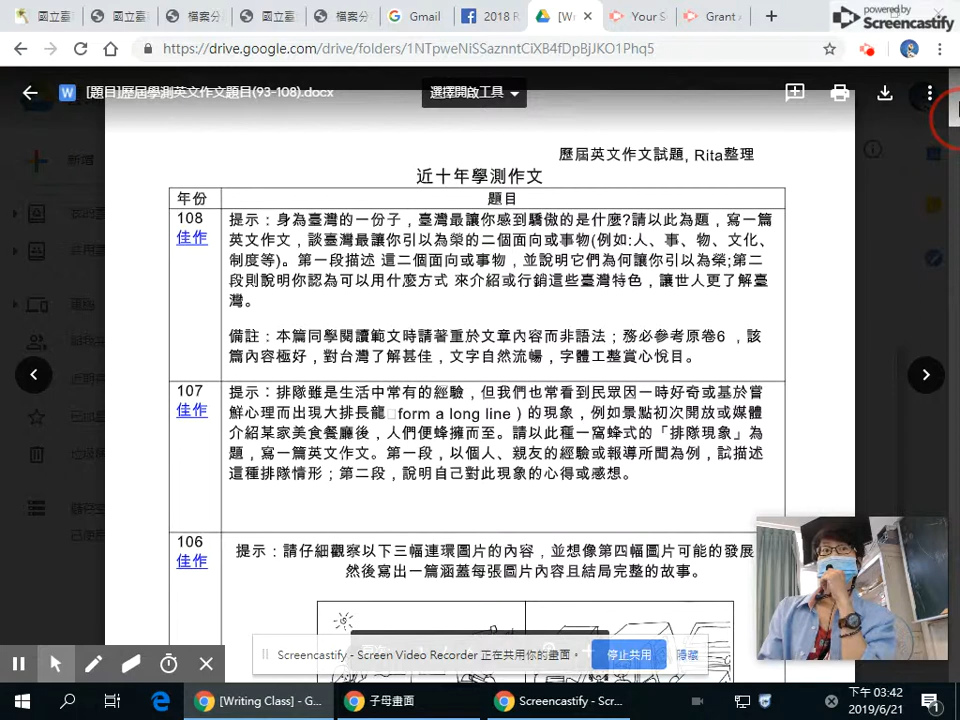 國立臺
國立臺
檔案分
國立臺
檔案分
Gmail
2018 R
[Wr
Your S
Grant A
powered by
Screencastify
https://drive.google.com/drive/folders/1NTpweNiSSaznntCiXB4fDpBjJKO1Phq5
[題目]歷屆學測英文作文題目(93-108).docx
選擇開啟工具
新增
歷屆英文作文試題, Rita整理
近十年學測作文
年份 題目
108 提示：身為臺灣的一份子，臺灣最讓你感到驕傲的是什麼?請以此為題，寫一篇
佳作 英文作文，談臺灣最讓你引以為榮的二個面向或事物(例如:人、事、物、文化、
制度等)。第一段描述 這二個面向或事物，並說明它們為何讓你引以為榮;第二
段則說明你認為可以用什麼方式 來介紹或行銷這些臺灣特色，讓世人更了解臺
灣。
備註：本篇同學閱讀範文時請著重於文章內容而非語法；務必參考原卷6 ，該
篇內容極好，對台灣了解甚佳，文字自然流暢，字體工整賞心悅目。
107 提示：排隊雖是生活中常有的經驗，但我們也常看到民眾因一時好奇或基於嘗
佳作 鮮心理而出現大排長龍 form a long line ) 的現象，例如景點初次開放或媒體
介紹某家美食餐廳後，人們便蜂擁而至。請以此種一窩蜂式的「排隊現象」為
題，寫一篇英文作文。第一段，以個人、親友的經驗或報導所聞為例，試描述
這種排隊情形；第二段，說明自己對此現象的心得或感想。
106 提示：請仔細觀察以下三幅連環圖片的內容，並想像第四幅圖片可能的發展
佳作 然後寫出一篇涵蓋每張圖片內容且結局完整的故事。
Screencastify - Screen Video Recorder 正在共用你的畫面。
停止共用
隱藏
[Writing Class] - G...
子母畫面
Screencastify - Scr...
下午 03:42
2019/6/21
1